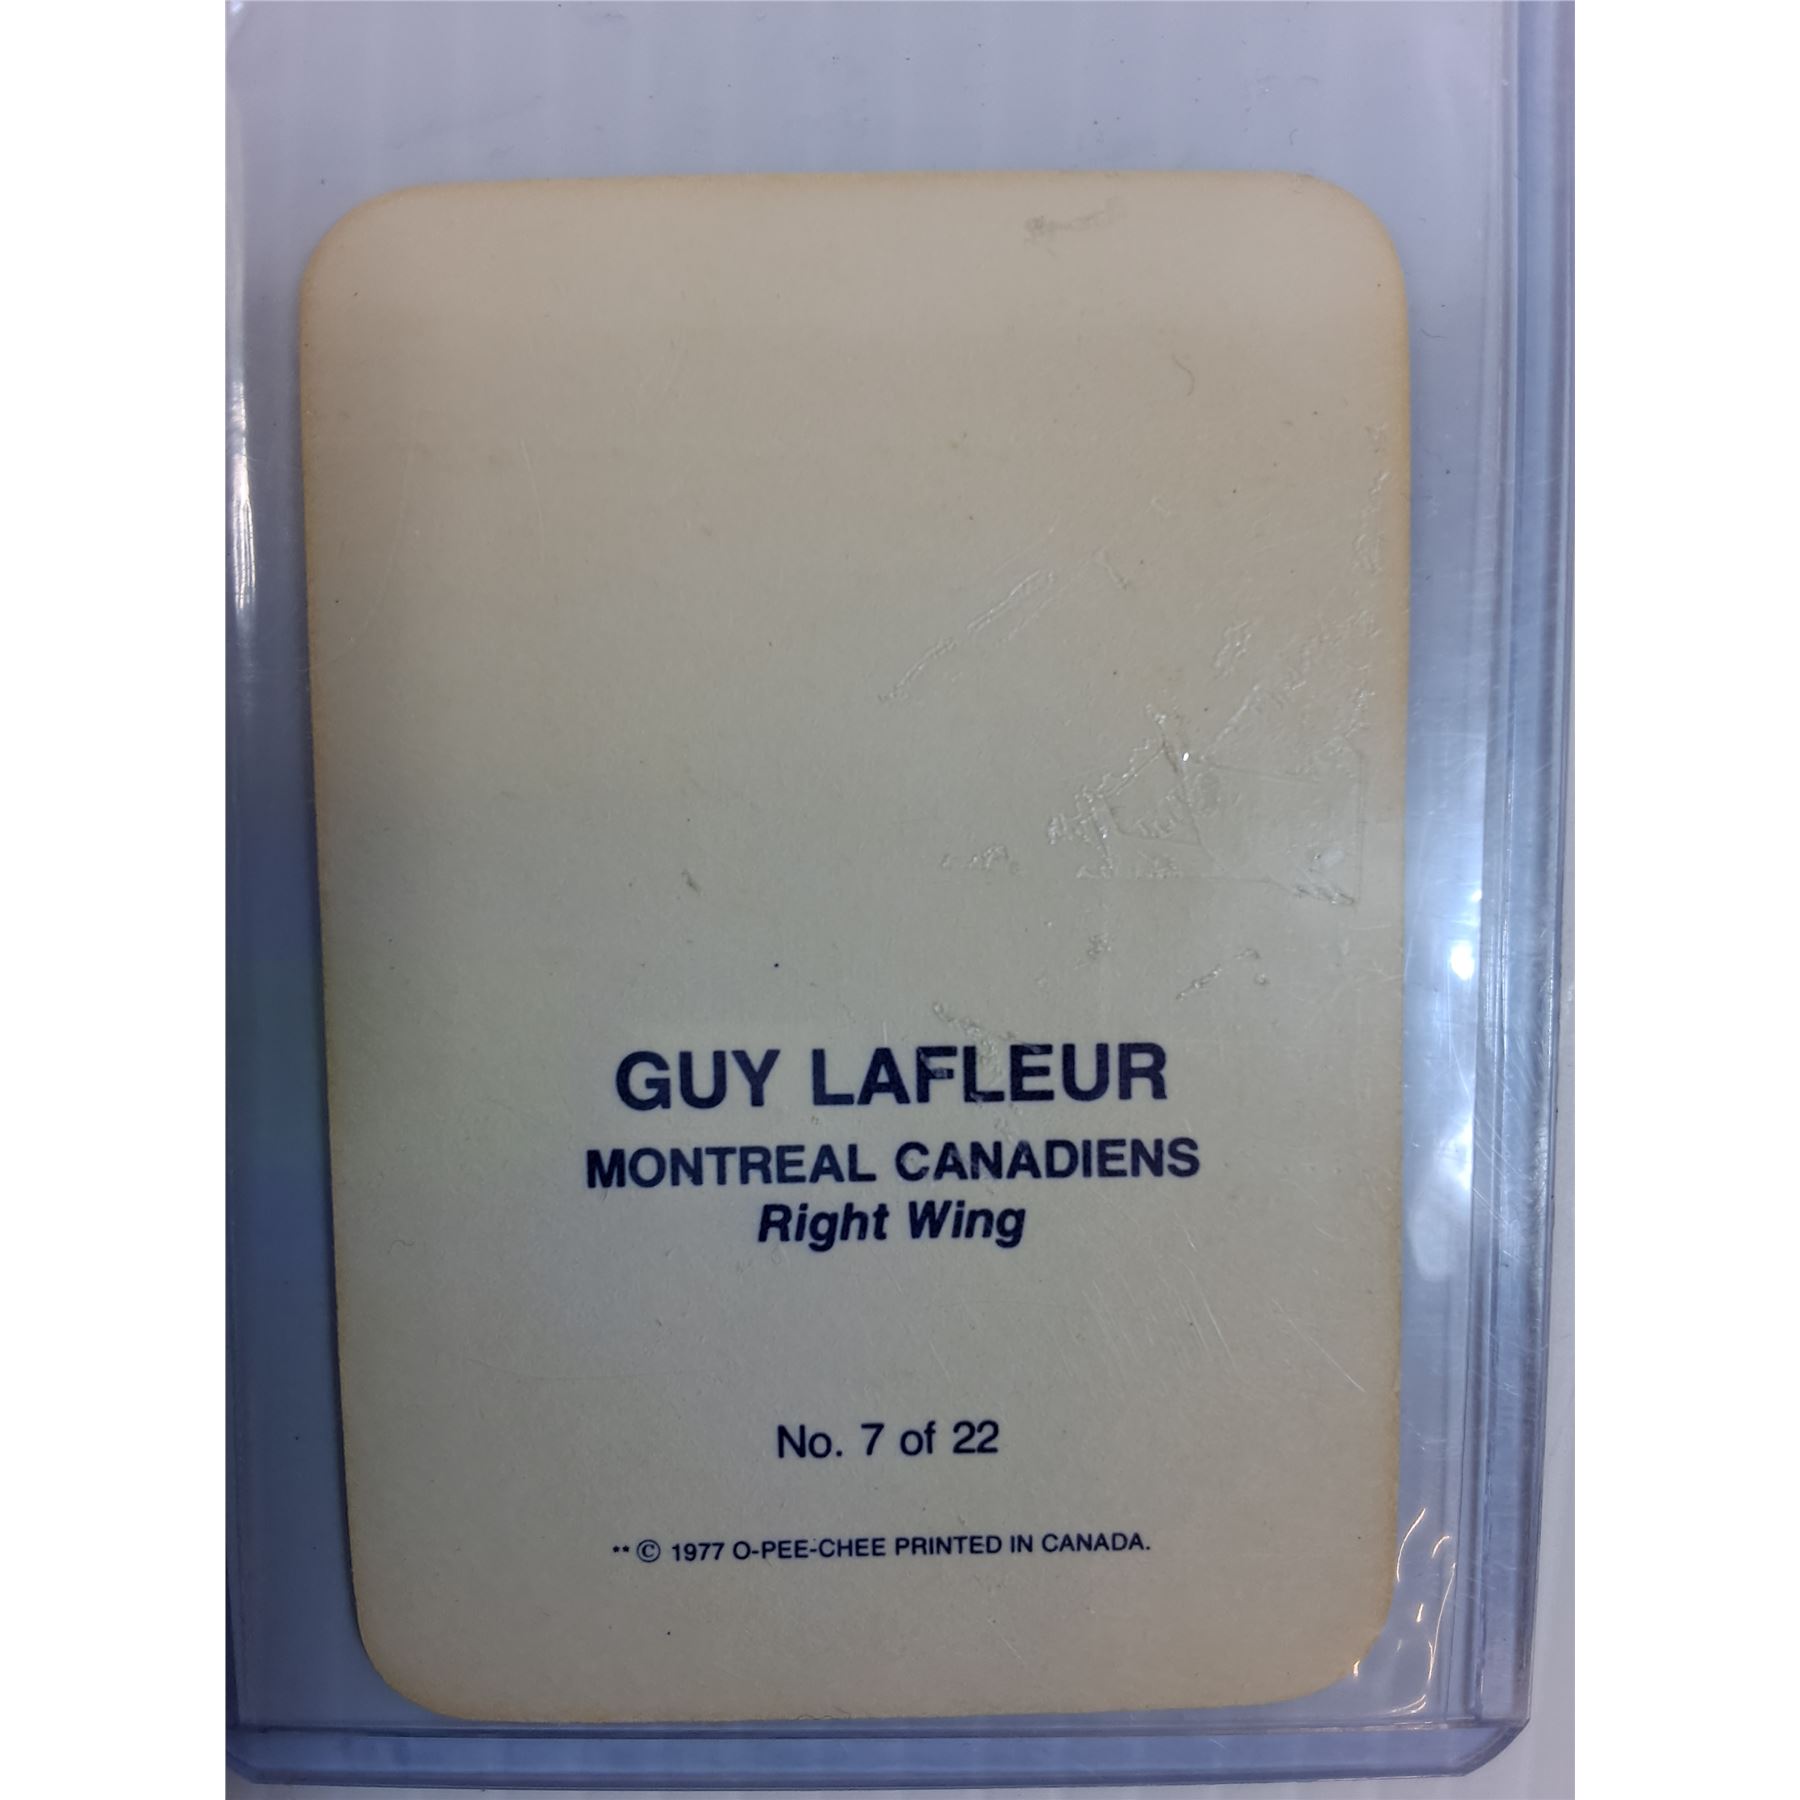 GUY LAFLEUR
MONTREAL CANADIENS
Right Wing
No. 7 of 22
** © 1977 O-PEE-CHEE PRINTED IN CANADA.